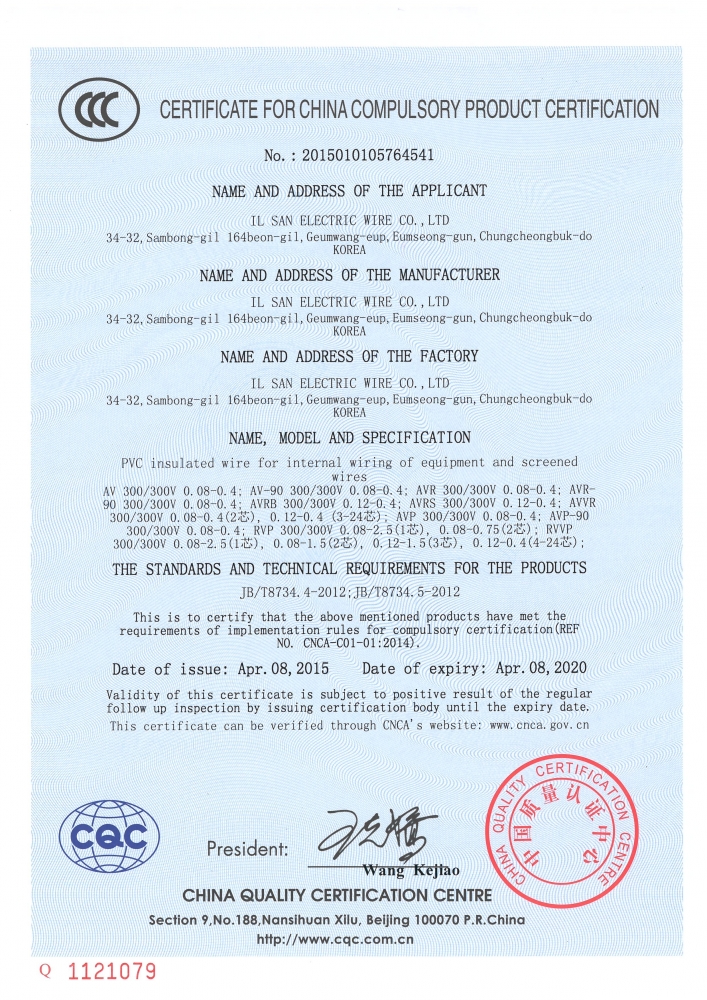 CCC
CERTIFICATE FOR CHINA COMPULSORY PRODUCT CERTIFICATION
No. : 2015010105764541
NAME AND ADDRESS OF THE APPLICANT
IL SAN ELECTRIC WIRE CO., LTD
34-32, Sambong-gil 164beon-gil, Geumwang-eup, Eumseong-gun, Chungcheongbuk-do
KOREA
NAME AND ADDRESS OF THE MANUFACTURER
IL SAN ELECTRIC WIRE CO., LTD
34-32, Sambong-gil 164beon-gil, Geumwang-eup, Eumseong-gun, Chungcheongbuk-do
KOREA
NAME AND ADDRESS OF THE FACTORY
IL SAN ELECTRIC WIRE CO., LTD
34-32, Sambong-gil 164beon-gil, Geumwang-eup, Eumseong-gun, Chungcheongbuk-do
KOREA
NAME, MODEL AND SPECIFICATION
PVC insulated wire for internal wiring of equipment and screened
wires
AV 300/300V 0.08-0.4; AV-90 300/300V 0.08-0.4; AVR 300/300V 0.08-0.4; AVR-
90 300/300V 0.08-0.4; AVRB 300/300V 0.12-0.4; AVRS 300/300V 0.12-0.4; AVVR
300/300V 0.08-0.4(2芯), 0.12-0.4 (3-24芯); AVP 300/300V 0.08-0.4; AVP-90
300/300V 0.08-0.4; RVP 300/300V 0.08-2.5(1芯), 0.08-0.75(2芯); RVVP
300/300V 0.08-2.5(1芯), 0.08-1.5(2芯), 0.12-1.5(3芯), 0.12-0.4(4-24芯);
THE STANDARDS AND TECHNICAL REQUIREMENTS FOR THE PRODUCTS
JB/T8734.4-2012;JB/T8734.5-2012
This is to certify that the above mentioned products have met the
requirements of implementation rules for compulsory certification(REF
NO. CNCA-C01-01:2014).
Date of issue: Apr. 08, 2015 Date of expiry: Apr. 08, 2020
Validity of this certificate is subject to positive result of the regular
follow up inspection by issuing certification body until the expiry date.
This certificate can be verified through CNCA's website: www.cnca.gov.cn
CHINA QUALITY CERTIFICATION CENTRE
中国质量认证中心
CQC
President:
王克娇
Wang Kejiao
CHINA QUALITY CERTIFICATION CENTRE
Section 9,No.188,Nansihuan Xilu, Beijing 100070 P.R.China
http://www.cqc.com.cn
Q 1121079